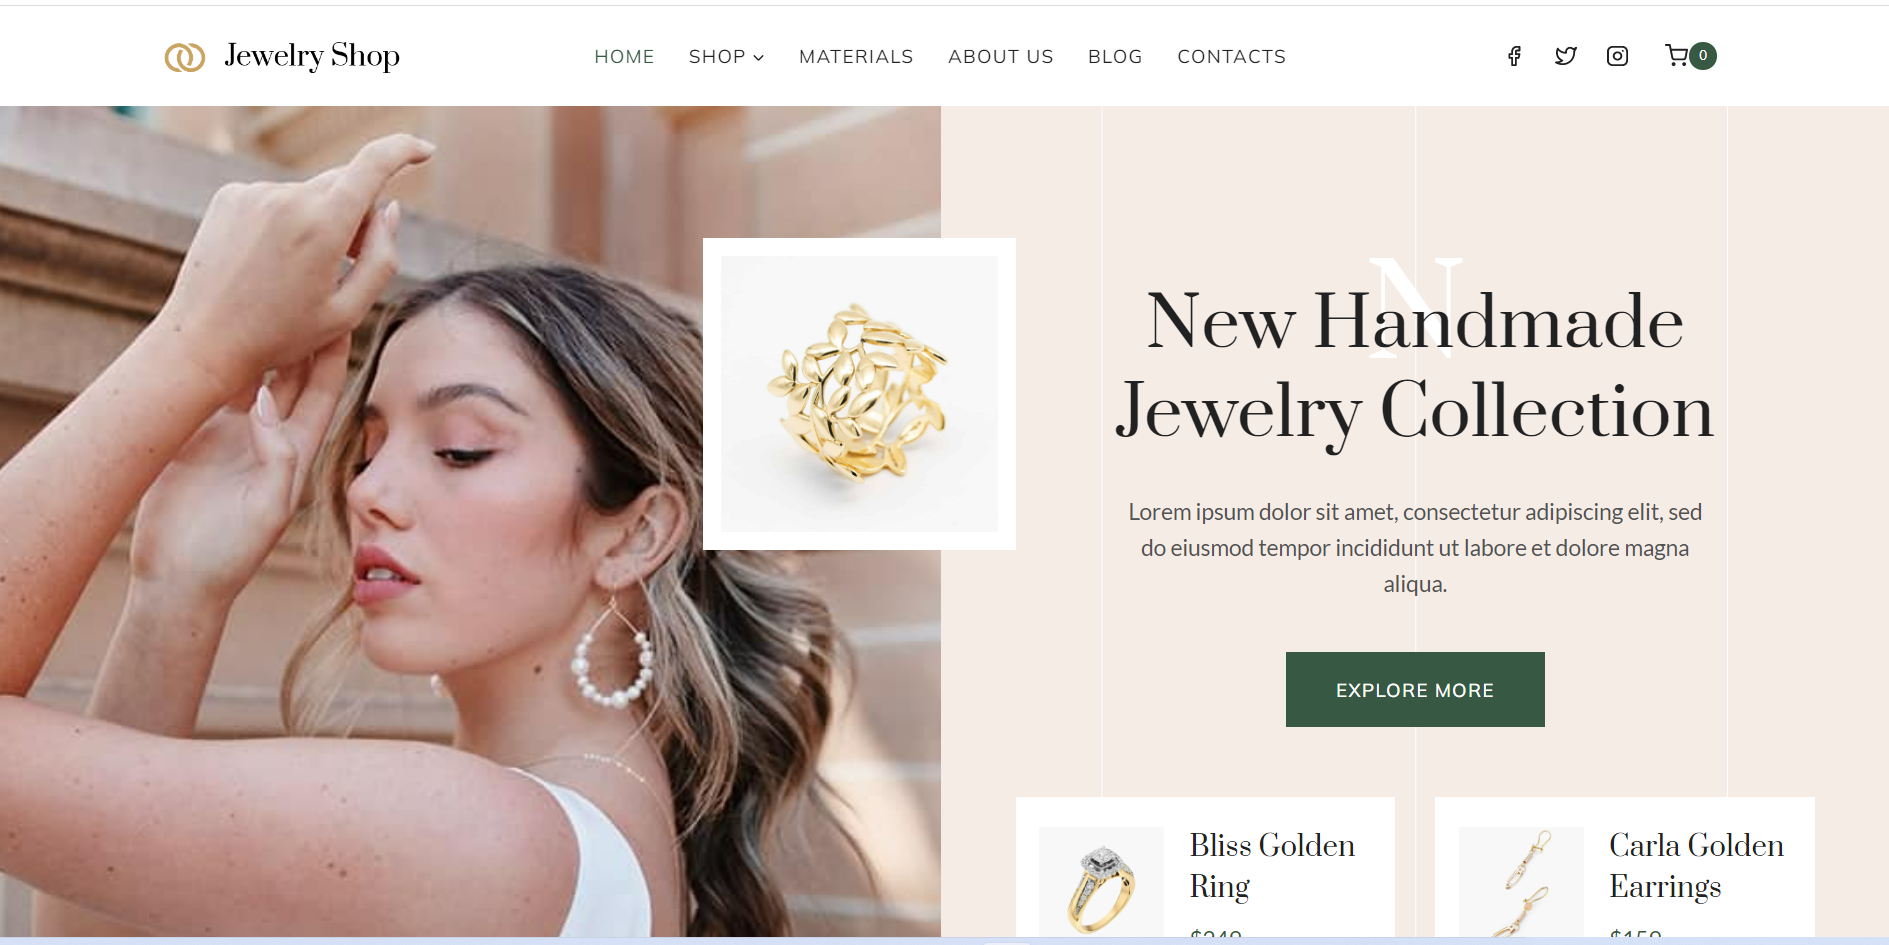 Jewelry Shop
HOME SHOP MATERIALS ABOUT US BLOG CONTACTS
0
N
New Handmade
Jewelry Collection
Lorem ipsum dolor sit amet, consectetur adipiscing elit, sed
do eiusmod tempor incididunt ut labore et dolore magna
aliqua.
EXPLORE MORE
Bliss Golden
Ring
Carla Golden
Earrings